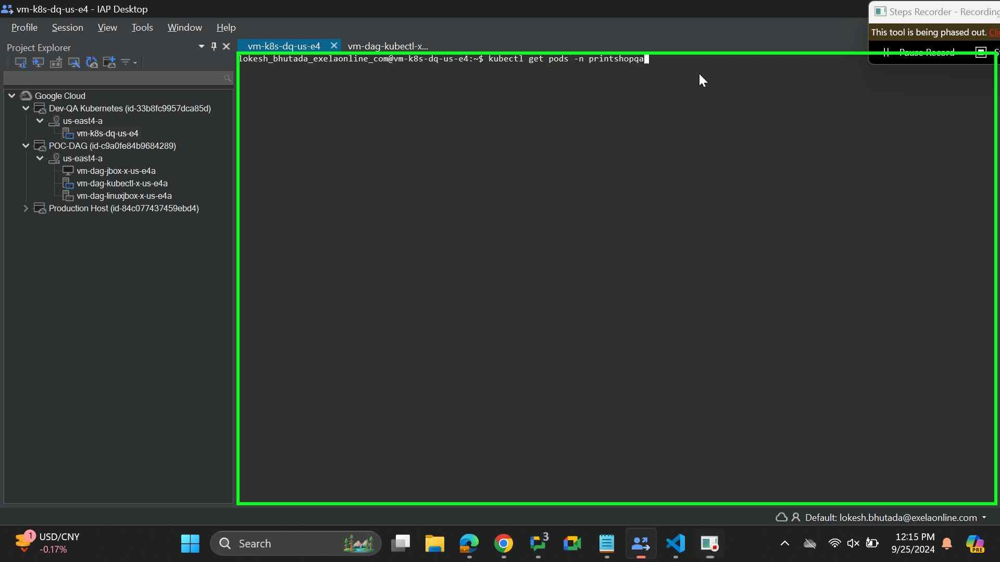 vm-k8s-dq-us-e4 - IAP Desktop
Steps Recorder - Recording
Profile Session View Tools Window Help
This tool is being phased out.
Project Explorer
vm-k8s-dq-us-e4
vm-dag-kubectl-x...
Pause Record
lokesh_bhutada_exelaonline_com@vm-k8s-dq-us-e4:~$ kubectl get pods -n printshopqa
Google Cloud
Dev-QA Kubernetes (id-33b8fc9957dca85d)
us-east4-a
vm-k8s-dq-us-e4
POC-DAG (id-c9a0fe84b9684289)
us-east4-a
vm-dag-jbox-x-us-e4a
vm-dag-kubectl-x-us-e4a
vm-dag-linuxjbox-x-us-e4a
Production Host (id-84c077437459ebd4)
Default: lokesh.bhutada@exelaonline.com
1
USD/CNY
-0.17%
Search
3
12:15 PM
9/25/2024
PRE